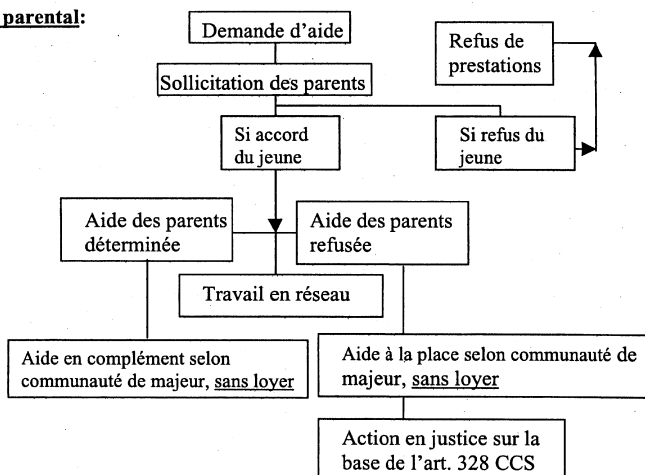 parental:
Demande d'aide
Refus de
prestations
Sollicitation des parents
Si accord
du jeune
Si refus du
jeune
Aide des parents
déterminée
Aide des parents
refusée
Travail en réseau
Aide en complément selon
communauté de majeur, sans loyer
Aide à la place selon communauté de
majeur, sans loyer
Action en justice sur la
base de l'art. 328 CCS